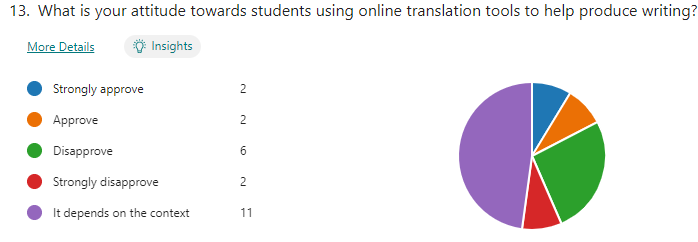 13. What is your attitude towards students using online translation tools to help produce writing?
More Details
Insights
Strongly approve 2
Approve 2
Disapprove 6
Strongly disapprove 2
It depends on the context 11